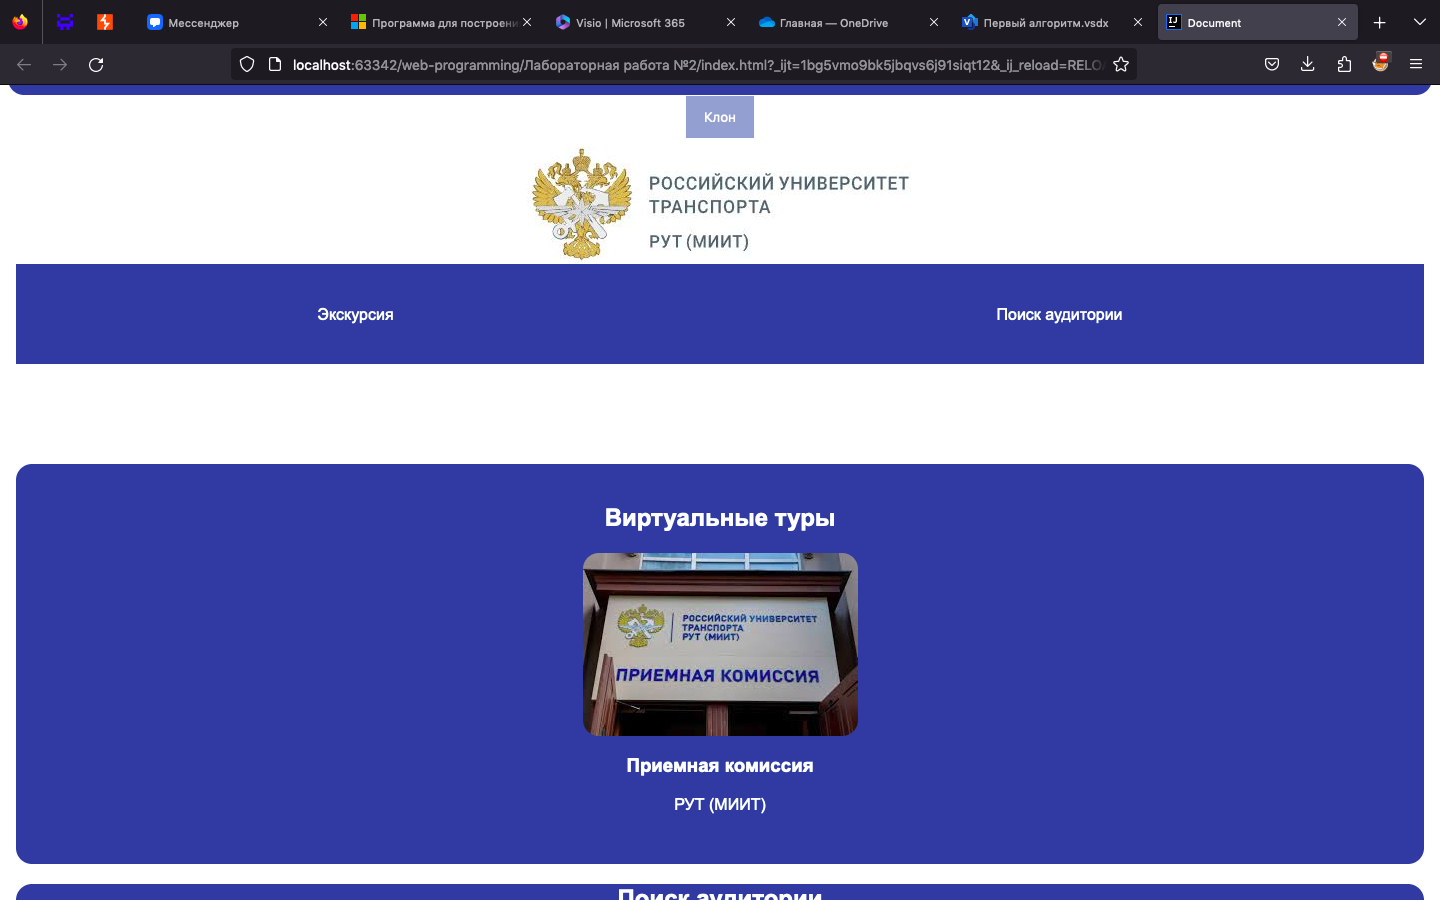 Мессенджер
Программа для построени
Visio | Microsoft 365
Главная — OneDrive
Первый алгоритм.vsdx
Document
localhost:63342/web-programming/Лабораторная работа №2/index.html?_ijt=1bg5vmo9bk5jbqvs6j91siqt12&_ij_reload=RELO
Клон
РОССИЙСКИЙ УНИВЕРСИТЕТ
ТРАНСПОРТА
РУТ (МИИТ)
Экскурсия
Поиск аудитории
Виртуальные туры
РОССИЙСКИЙ УНИВЕРСИТЕТ
ТРАНСПОРТА
РУТ (МИИТ)
ПРИЕМНАЯ КОМИССИЯ
Приемная комиссия
РУТ (МИИТ)
Поиск аудитории